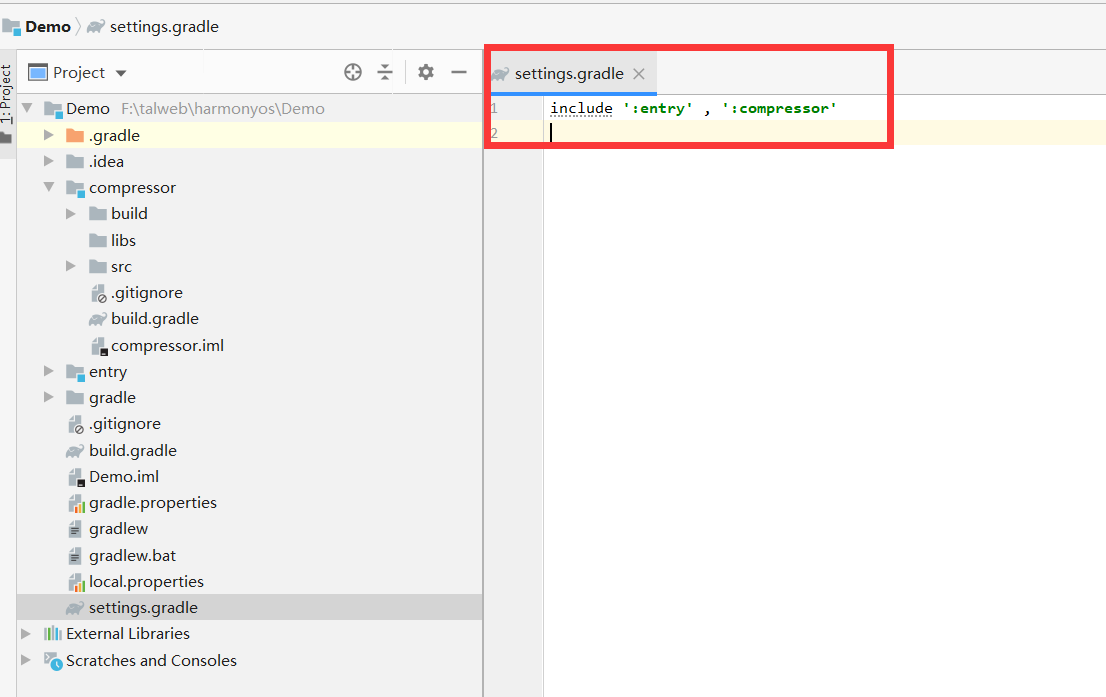 Demo settings.gradle
1: Project
Project
settings.gradle
Demo F:\talweb\harmonyos\Demo
.gradle
.idea
compressor
build
libs
src
.gitignore
build.gradle
compressor.iml
entry
gradle
.gitignore
build.gradle
Demo.iml
gradle.properties
gradlew
gradlew.bat
local.properties
settings.gradle
External Libraries
Scratches and Consoles
1 include ':entry' , ':compressor'
2